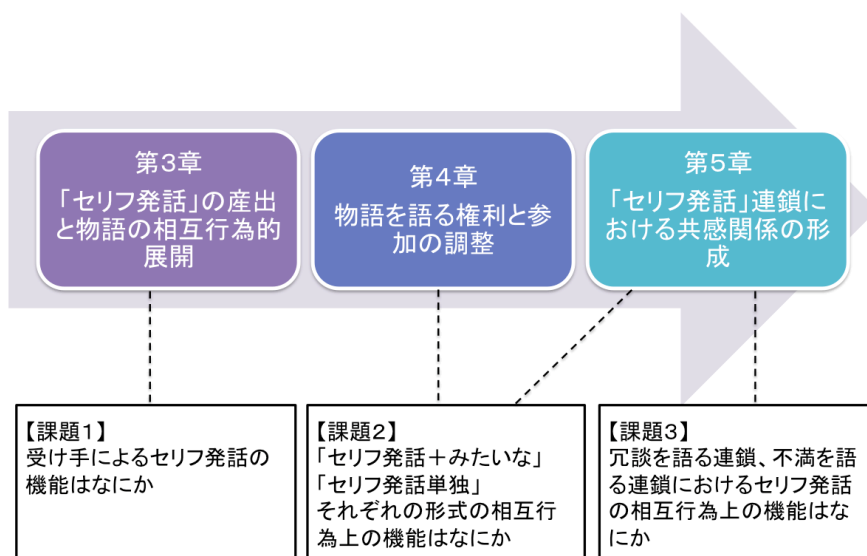 第3章
「セリフ発話」の産出
と物語の相互行為的
展開
第4章
物語を語る権利と参
加の調整
第5章
「セリフ発話」連鎖に
おける共感関係の形
成
【課題1】
受け手によるセリフ発話の
機能はなにか
【課題2】
「セリフ発話+みたいな」
「セリフ発話単独」
それぞれの形式の相互行
為上の機能はなにか
【課題3】
冗談を語る連鎖、不満を語
る連鎖におけるセリフ発話
の相互行為上の機能はな
にか